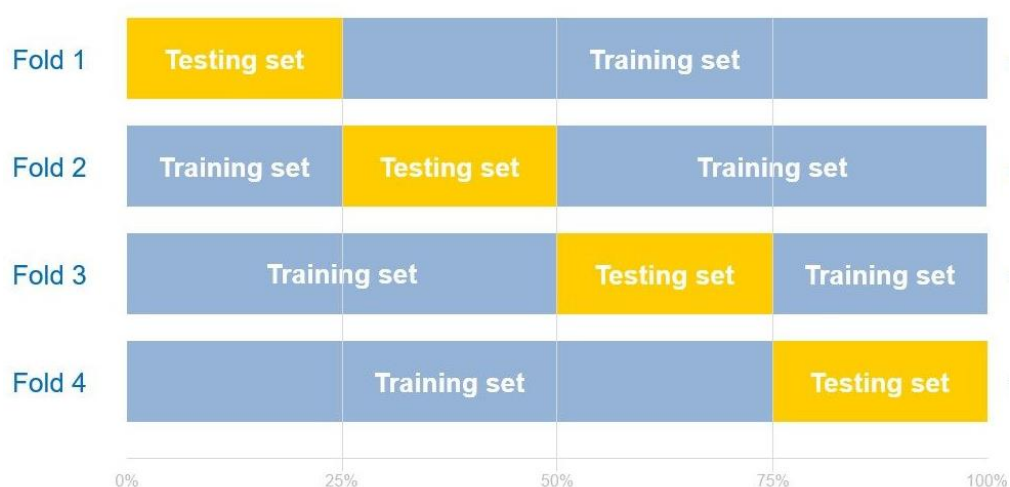 Fold 1 Testing set Training set
Fold 2 Training set Testing set Training set
Fold 3 Training set Testing set Training set
Fold 4 Training set Testing set
0% 25% 50% 75% 100%